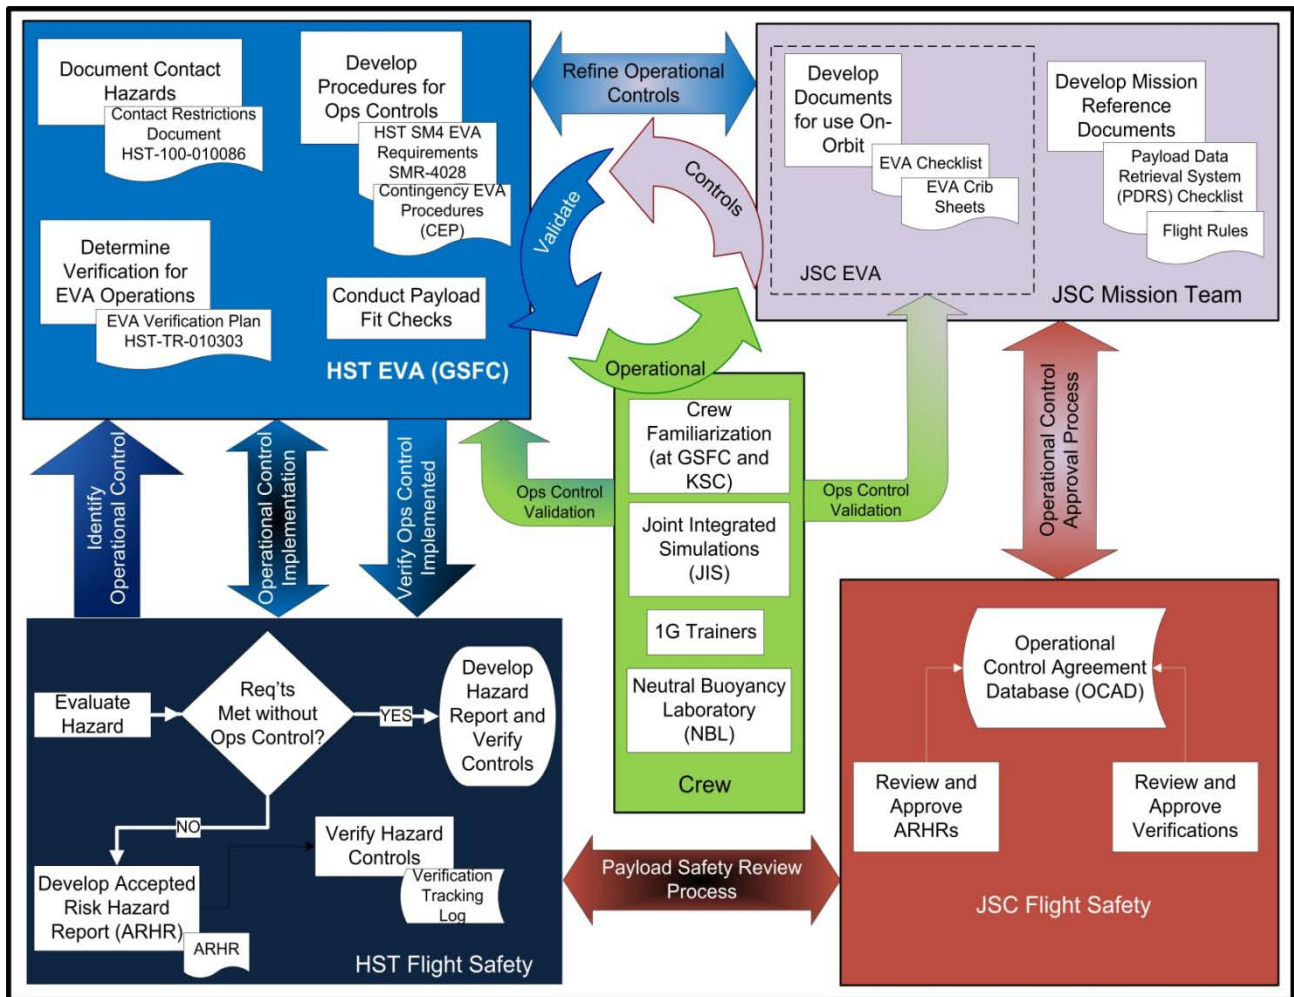 Document Contact
Hazards
Contact Restrictions
Document
HST-100-010086
Develop
Procedures for
Ops Controls
HST SM4 EVA
Requirements
SMR-4028
Contingency EVA
Procedures
(CEP)
Determine
Verification for
EVA Operations
EVA Verification Plan
HST-TR-010303
Conduct Payload
Fit Checks
HST EVA (GSFC)
Refine Operational
Controls
Validate
Controls
Operational
Develop
Documents
for use On-
Orbit
EVA Checklist
EVA Crib
Sheets
JSC EVA
Develop Mission
Reference
Documents
Payload Data
Retrieval System
(PDRS) Checklist
Flight Rules
JSC Mission Team
Identify
Operational Control
Operational Control
Implementation
Verify Ops Control
Implemented
Ops Control
Validation
Crew
Familiarization
(at GSFC and
KSC)
Joint Integrated
Simulations
(JIS)
1G Trainers
Neutral Buoyancy
Laboratory
(NBL)
Crew
Ops Control
Validation
Operational Control
Approval Process
Evaluate
Hazard
Req'ts
Met without
Ops Control?
YES
Develop
Hazard
Report and
Verify
Controls
NO
Develop Accepted
Risk Hazard
Report (ARHR)
ARHR
Verify Hazard
Controls
Verification
Tracking
Log
HST Flight Safety
Payload Safety Review
Process
Operational
Control Agreement
Database (OCAD)
Review and
Approve
ARHRs
Review and
Approve
Verifications
JSC Flight Safety